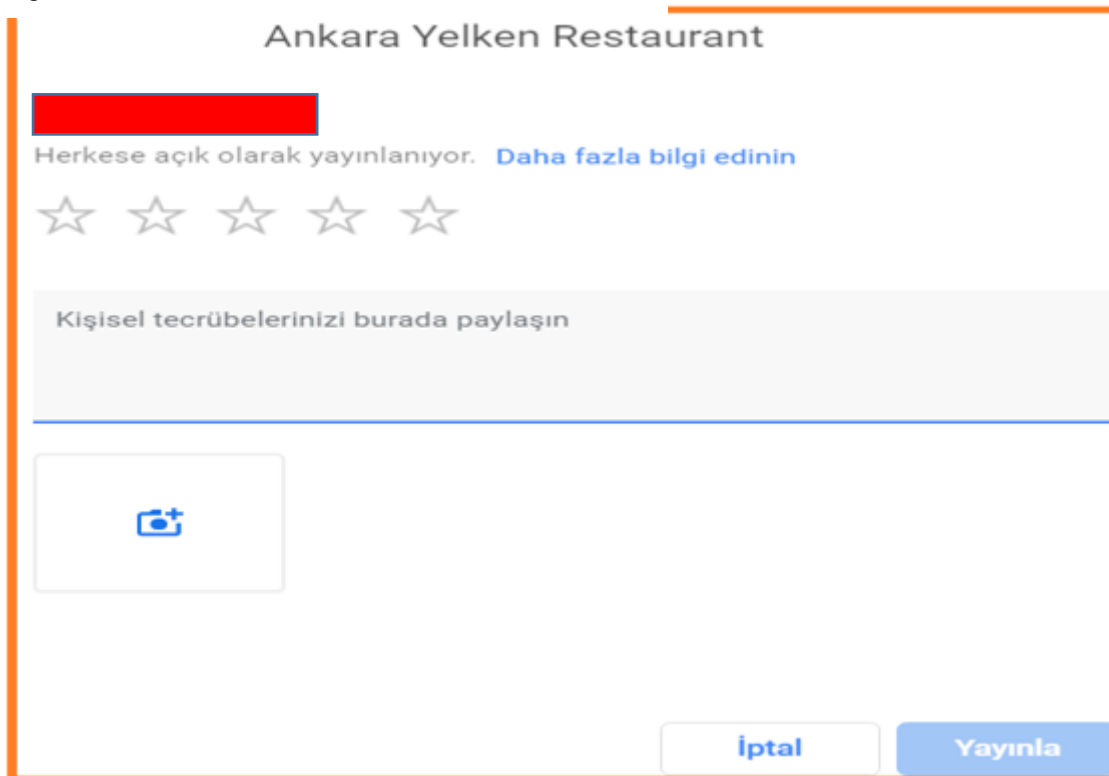 Ankara Yelken Restaurant
Herkese açık olarak yayınlanıyor. Daha fazla bilgi edinin
Kişisel tecrübelerinizi burada paylaşın
İptal Yayınla